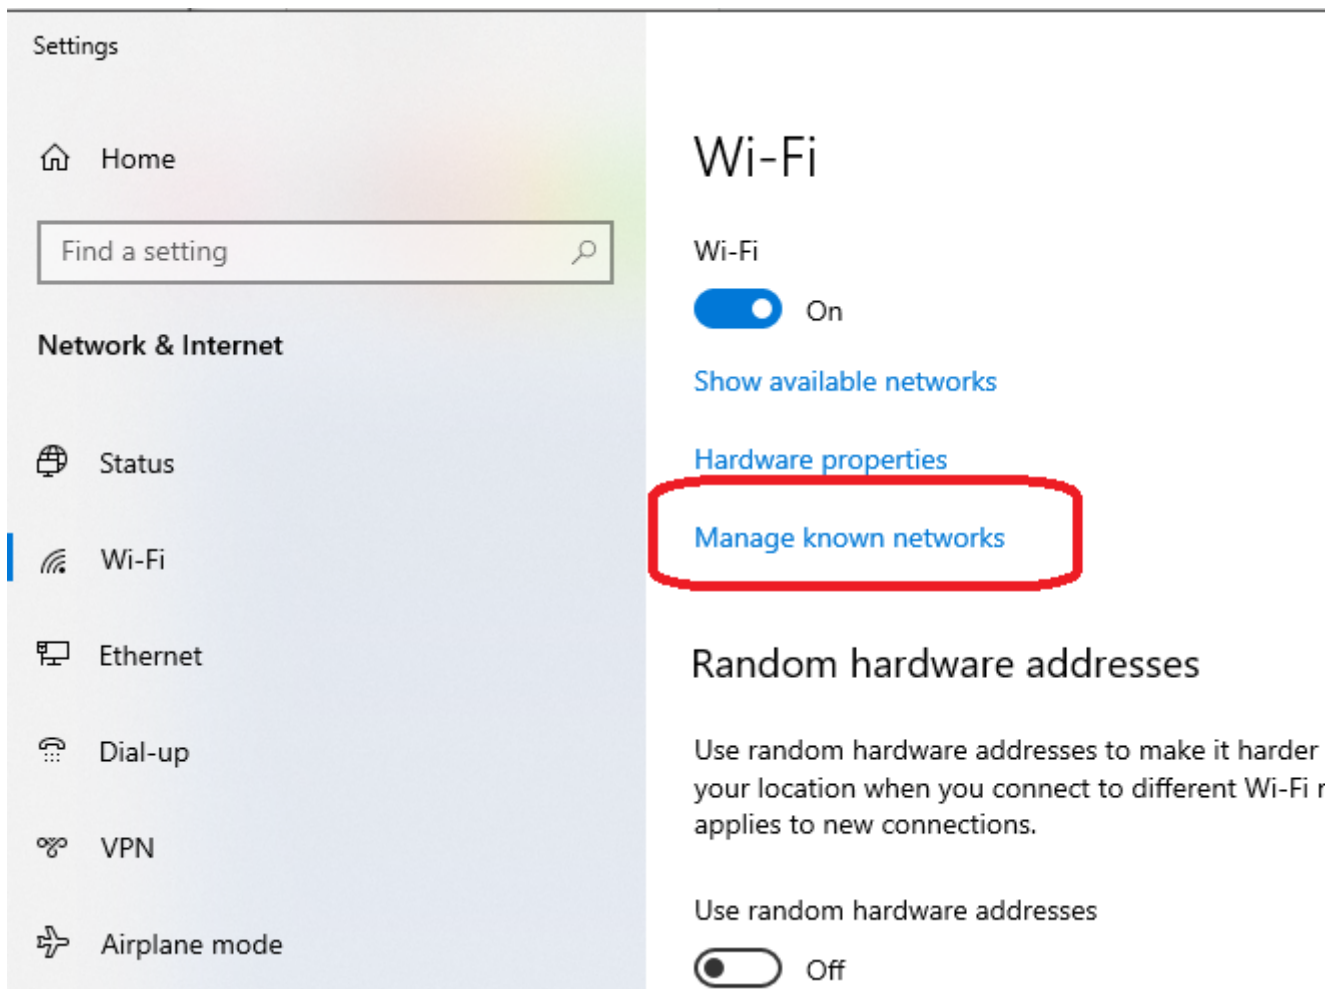 Settings
Home
Find a setting
Network & Internet
Status
Wi-Fi
Ethernet
Dial-up
VPN
Airplane mode
Wi-Fi
Wi-Fi
On
Show available networks
Hardware properties
Manage known networks
Random hardware addresses
Use random hardware addresses to make it harder
your location when you connect to different Wi-Fi
applies to new connections.
Use random hardware addresses
Off